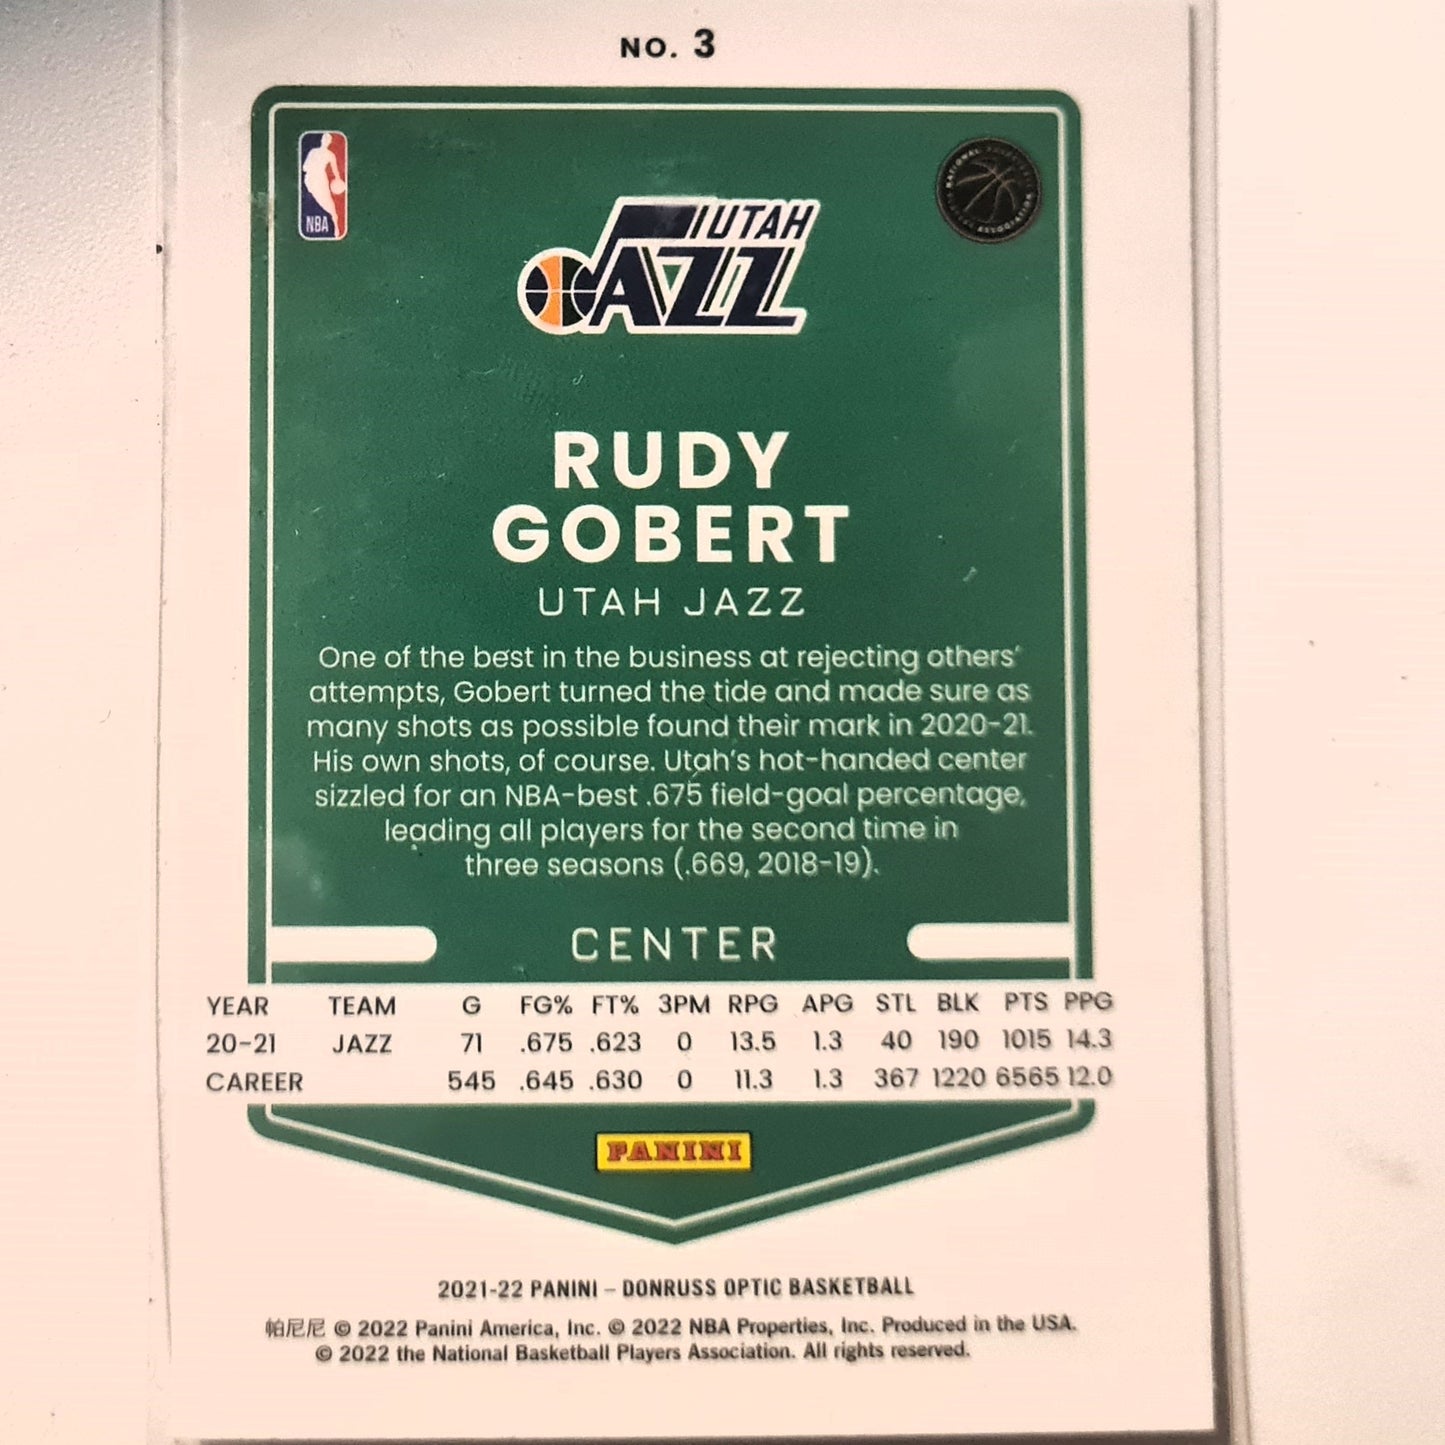 NO. 3
NBA
UTAH
JAZZ
RUDY
GOBERT
UTAH JAZZ
One of the best in the business at rejecting others'
attempts, Gobert turned the tide and made sure as
many shots as possible found their mark in 2020-21.
His own shots, of course. Utah's hot-handed center
sizzled for an NBA-best .675 field-goal percentage,
leading all players for the second time in
three seasons (.669, 2018-19).
CENTER
YEAR TEAM G FG% FT% 3PM RPG APG STL BLK PTS PPG
20-21 JAZZ 71 .675 .623 0 13.5 1.3 40 190 1015 14.3
CAREER 545 .645 .630 0 11.3 1.3 367 1220 6565 12.0
PANINI
2021-22 PANINI – DONRUSS OPTIC BASKETBALL
帕尼尼 © 2022 Panini America, Inc. © 2022 NBA Properties, Inc. Produced in the USA.
© 2022 the National Basketball Players Association. All rights reserved.